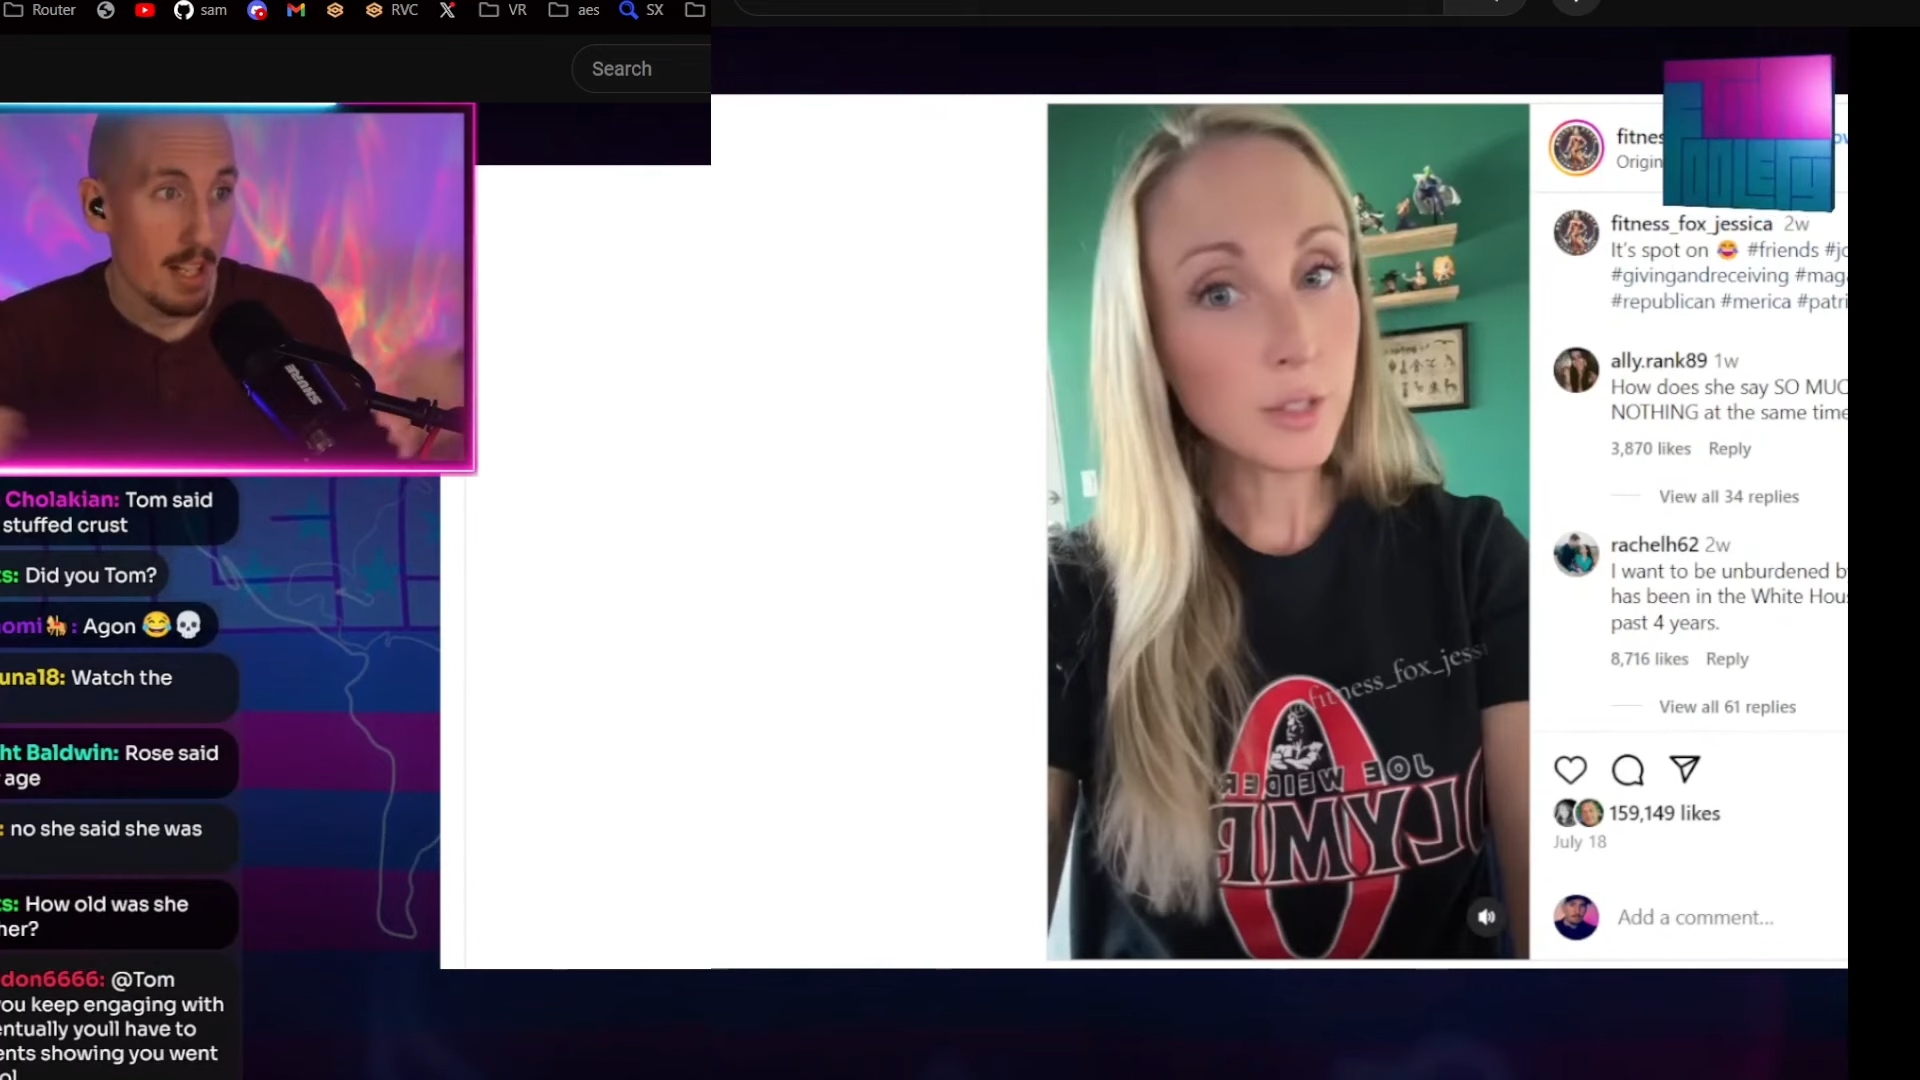 Router
sam
RVC
VR
aes
SX
Search
Cholakian: Tom said
stuffed crust
s: Did you Tom?
omi: Agon 😂💀
una18: Watch the
ht Baldwin: Rose said
age
: no she said she was
s: How old was she
her?
don6666: @Tom
ou keep engaging with
entually youll have to
ents showing you went
SHURE
fitness_fox_jess
JOE WEIDER
OLYMP
fitnes
Origin
fitness_fox_jessica 2w
It's spot on 😂 #friends #jo
#givingandreceiving #mag
#republican #merica #patri
ally.rank89 1w
How does she say SO MUC
NOTHING at the same time
3,870 likes Reply
View all 34 replies
rachelh62 2w
I want to be unburdened b
has been in the White Hou
past 4 years.
8,716 likes Reply
View all 61 replies
159,149 likes
July 18
Add a comment...